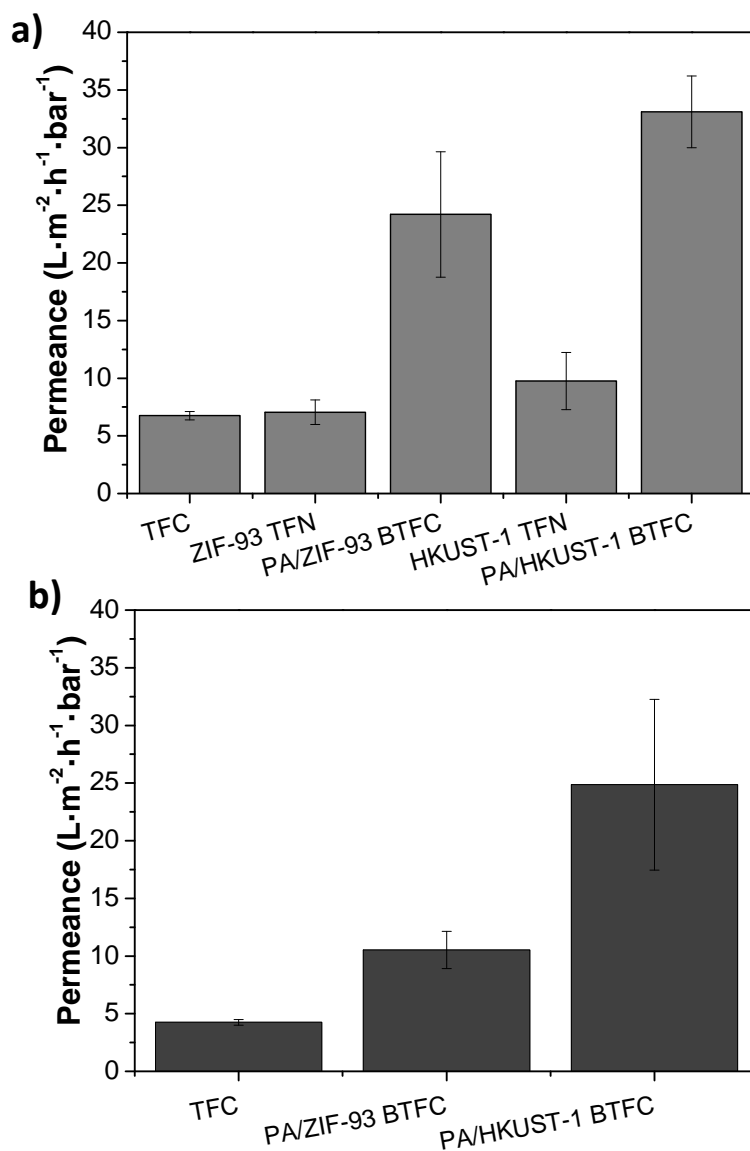 a)
Permeance (L·m⁻²·h⁻¹·bar⁻¹)
40
35
30
25
20
15
10
5
0
TFC
ZIF-93 TFN
PA/ZIF-93 BTFC
HKUST-1 TFN
PA/HKUST-1 BTFC
b)
Permeance (L·m⁻²·h⁻¹·bar⁻¹)
40
35
30
25
20
15
10
5
0
TFC
PA/ZIF-93 BTFC
PA/HKUST-1 BTFC